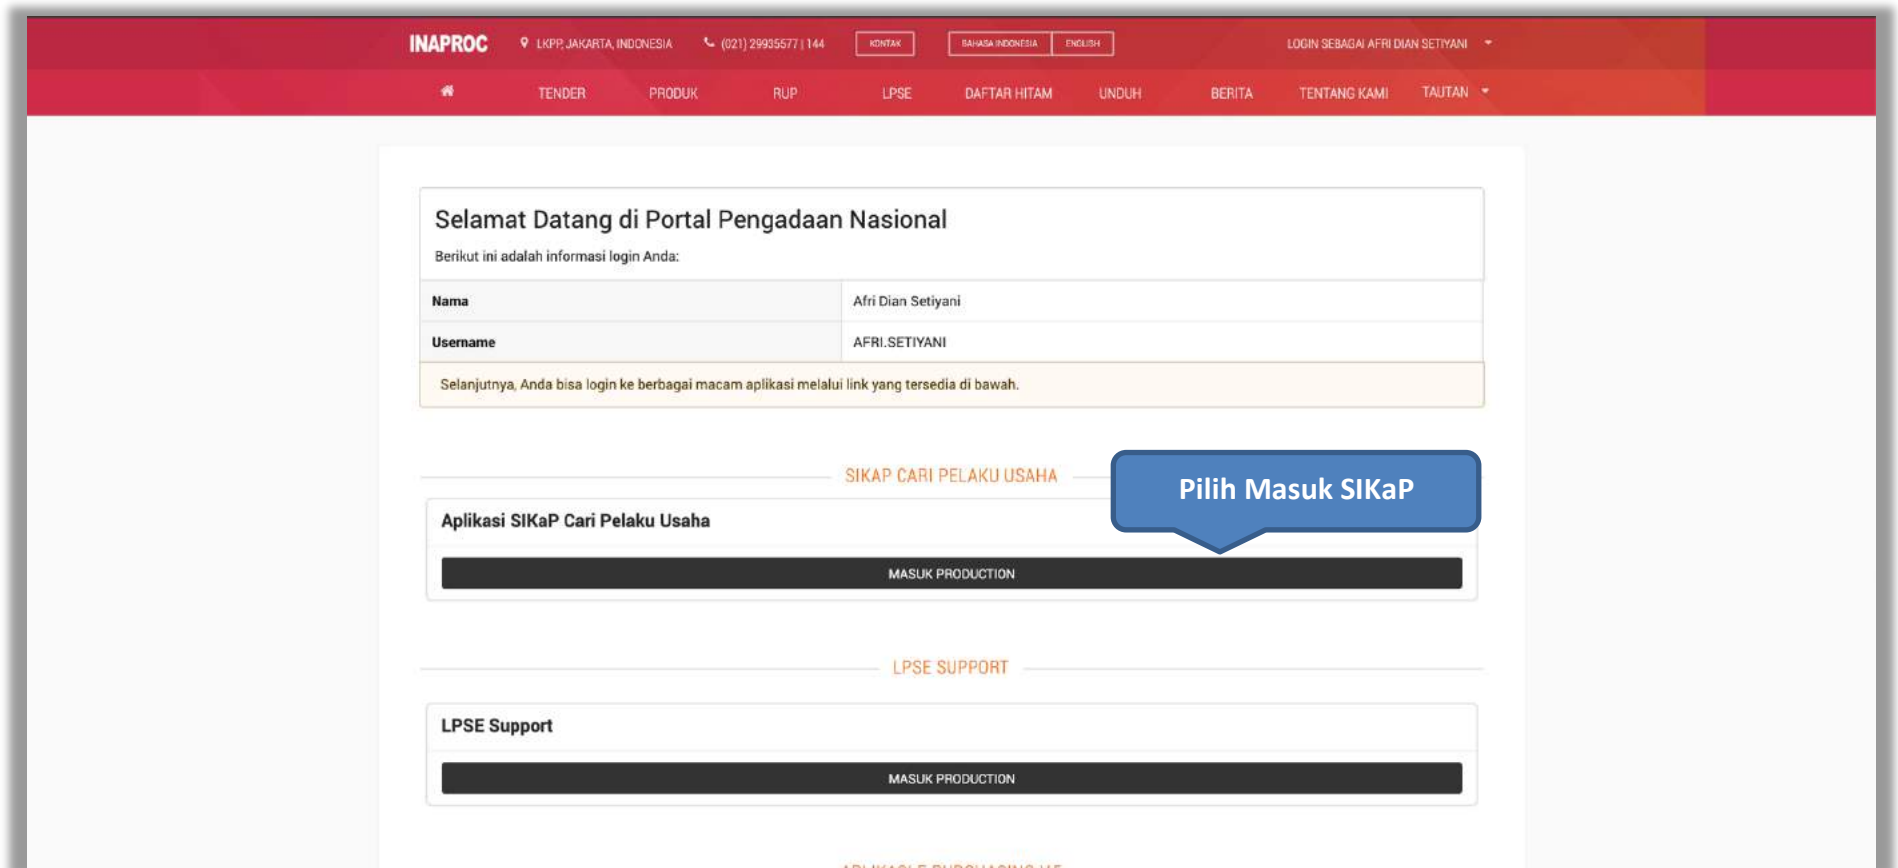 INAPROC LKPP, JAKARTA, INDONESIA (021) 29935577 | 144 KONTAK BAHASA INDONESIA ENGLISH LOGIN SEBAGAI AFRI DIAN SETIYANI
TENDER PRODUK RUP LPSE DAFTAR HITAM UNDUH BERITA TENTANG KAMI TAUTAN
Selamat Datang di Portal Pengadaan Nasional
Berikut ini adalah informasi login Anda:
Nama Afri Dian Setiyani
Username AFRI.SETIYANI
Selanjutnya, Anda bisa login ke berbagai macam aplikasi melalui link yang tersedia di bawah.
SIKAP CARI PELAKU USAHA
Pilih Masuk SIKaP
Aplikasi SIKaP Cari Pelaku Usaha
MASUK PRODUCTION
LPSE SUPPORT
LPSE Support
MASUK PRODUCTION